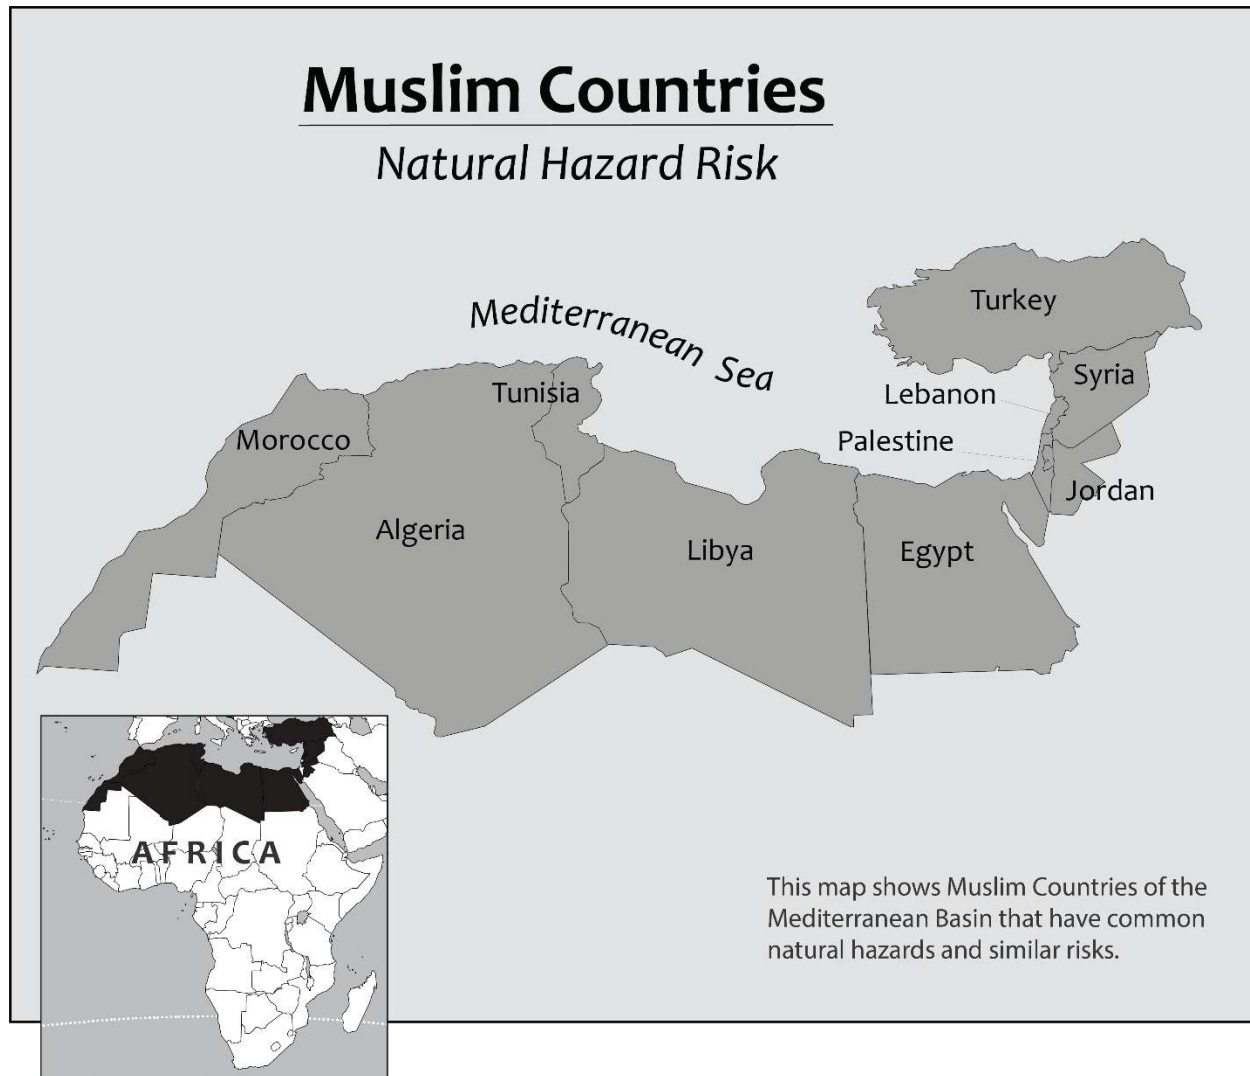 Muslim Countries
Natural Hazard Risk
Mediterranean Sea
Turkey
Syria
Lebanon
Tunisia
Palestine
Morocco
Jordan
Algeria
Libya
Egypt
AFRICA
This map shows Muslim Countries of the
Mediterranean Basin that have common
natural hazards and similar risks.